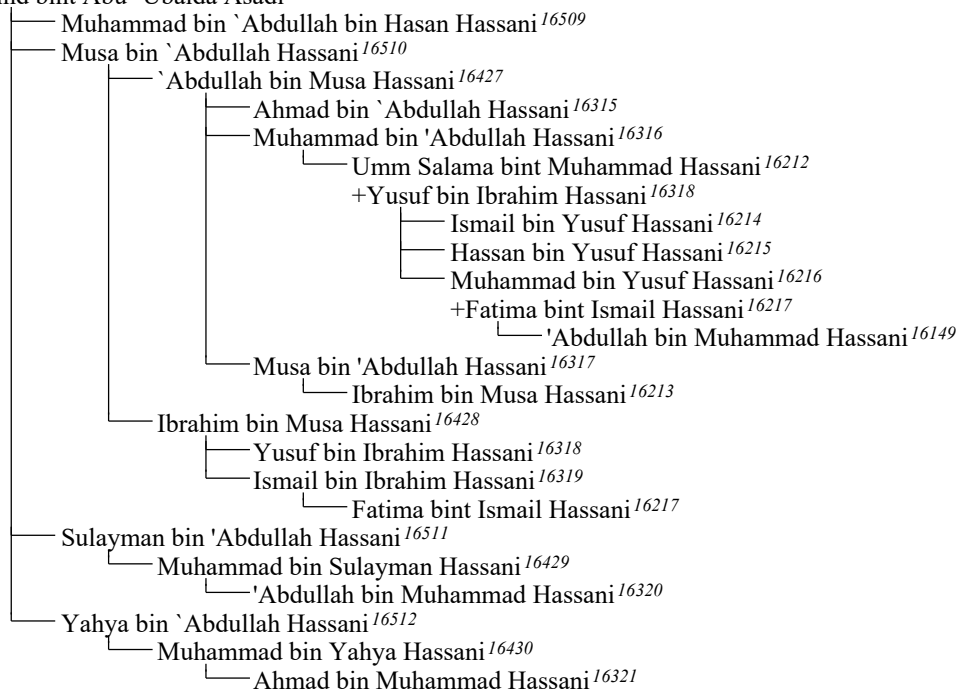 bint Abu `Ubaida Asadi
Muhammad bin `Abdullah bin Hasan Hassani 16509
Musa bin `Abdullah Hassani 16510
`Abdullah bin Musa Hassani 16427
Ahmad bin `Abdullah Hassani 16315
Muhammad bin 'Abdullah Hassani 16316
Umm Salama bint Muhammad Hassani 16212
+Yusuf bin Ibrahim Hassani 16318
Ismail bin Yusuf Hassani 16214
Hassan bin Yusuf Hassani 16215
Muhammad bin Yusuf Hassani 16216
+Fatima bint Ismail Hassani 16217
'Abdullah bin Muhammad Hassani 16149
Musa bin 'Abdullah Hassani 16317
Ibrahim bin Musa Hassani 16213
Ibrahim bin Musa Hassani 16428
Yusuf bin Ibrahim Hassani 16318
Ismail bin Ibrahim Hassani 16319
Fatima bint Ismail Hassani 16217
Sulayman bin 'Abdullah Hassani 16511
Muhammad bin Sulayman Hassani 16429
'Abdullah bin Muhammad Hassani 16320
Yahya bin `Abdullah Hassani 16512
Muhammad bin Yahya Hassani 16430
Ahmad bin Muhammad Hassani 16321